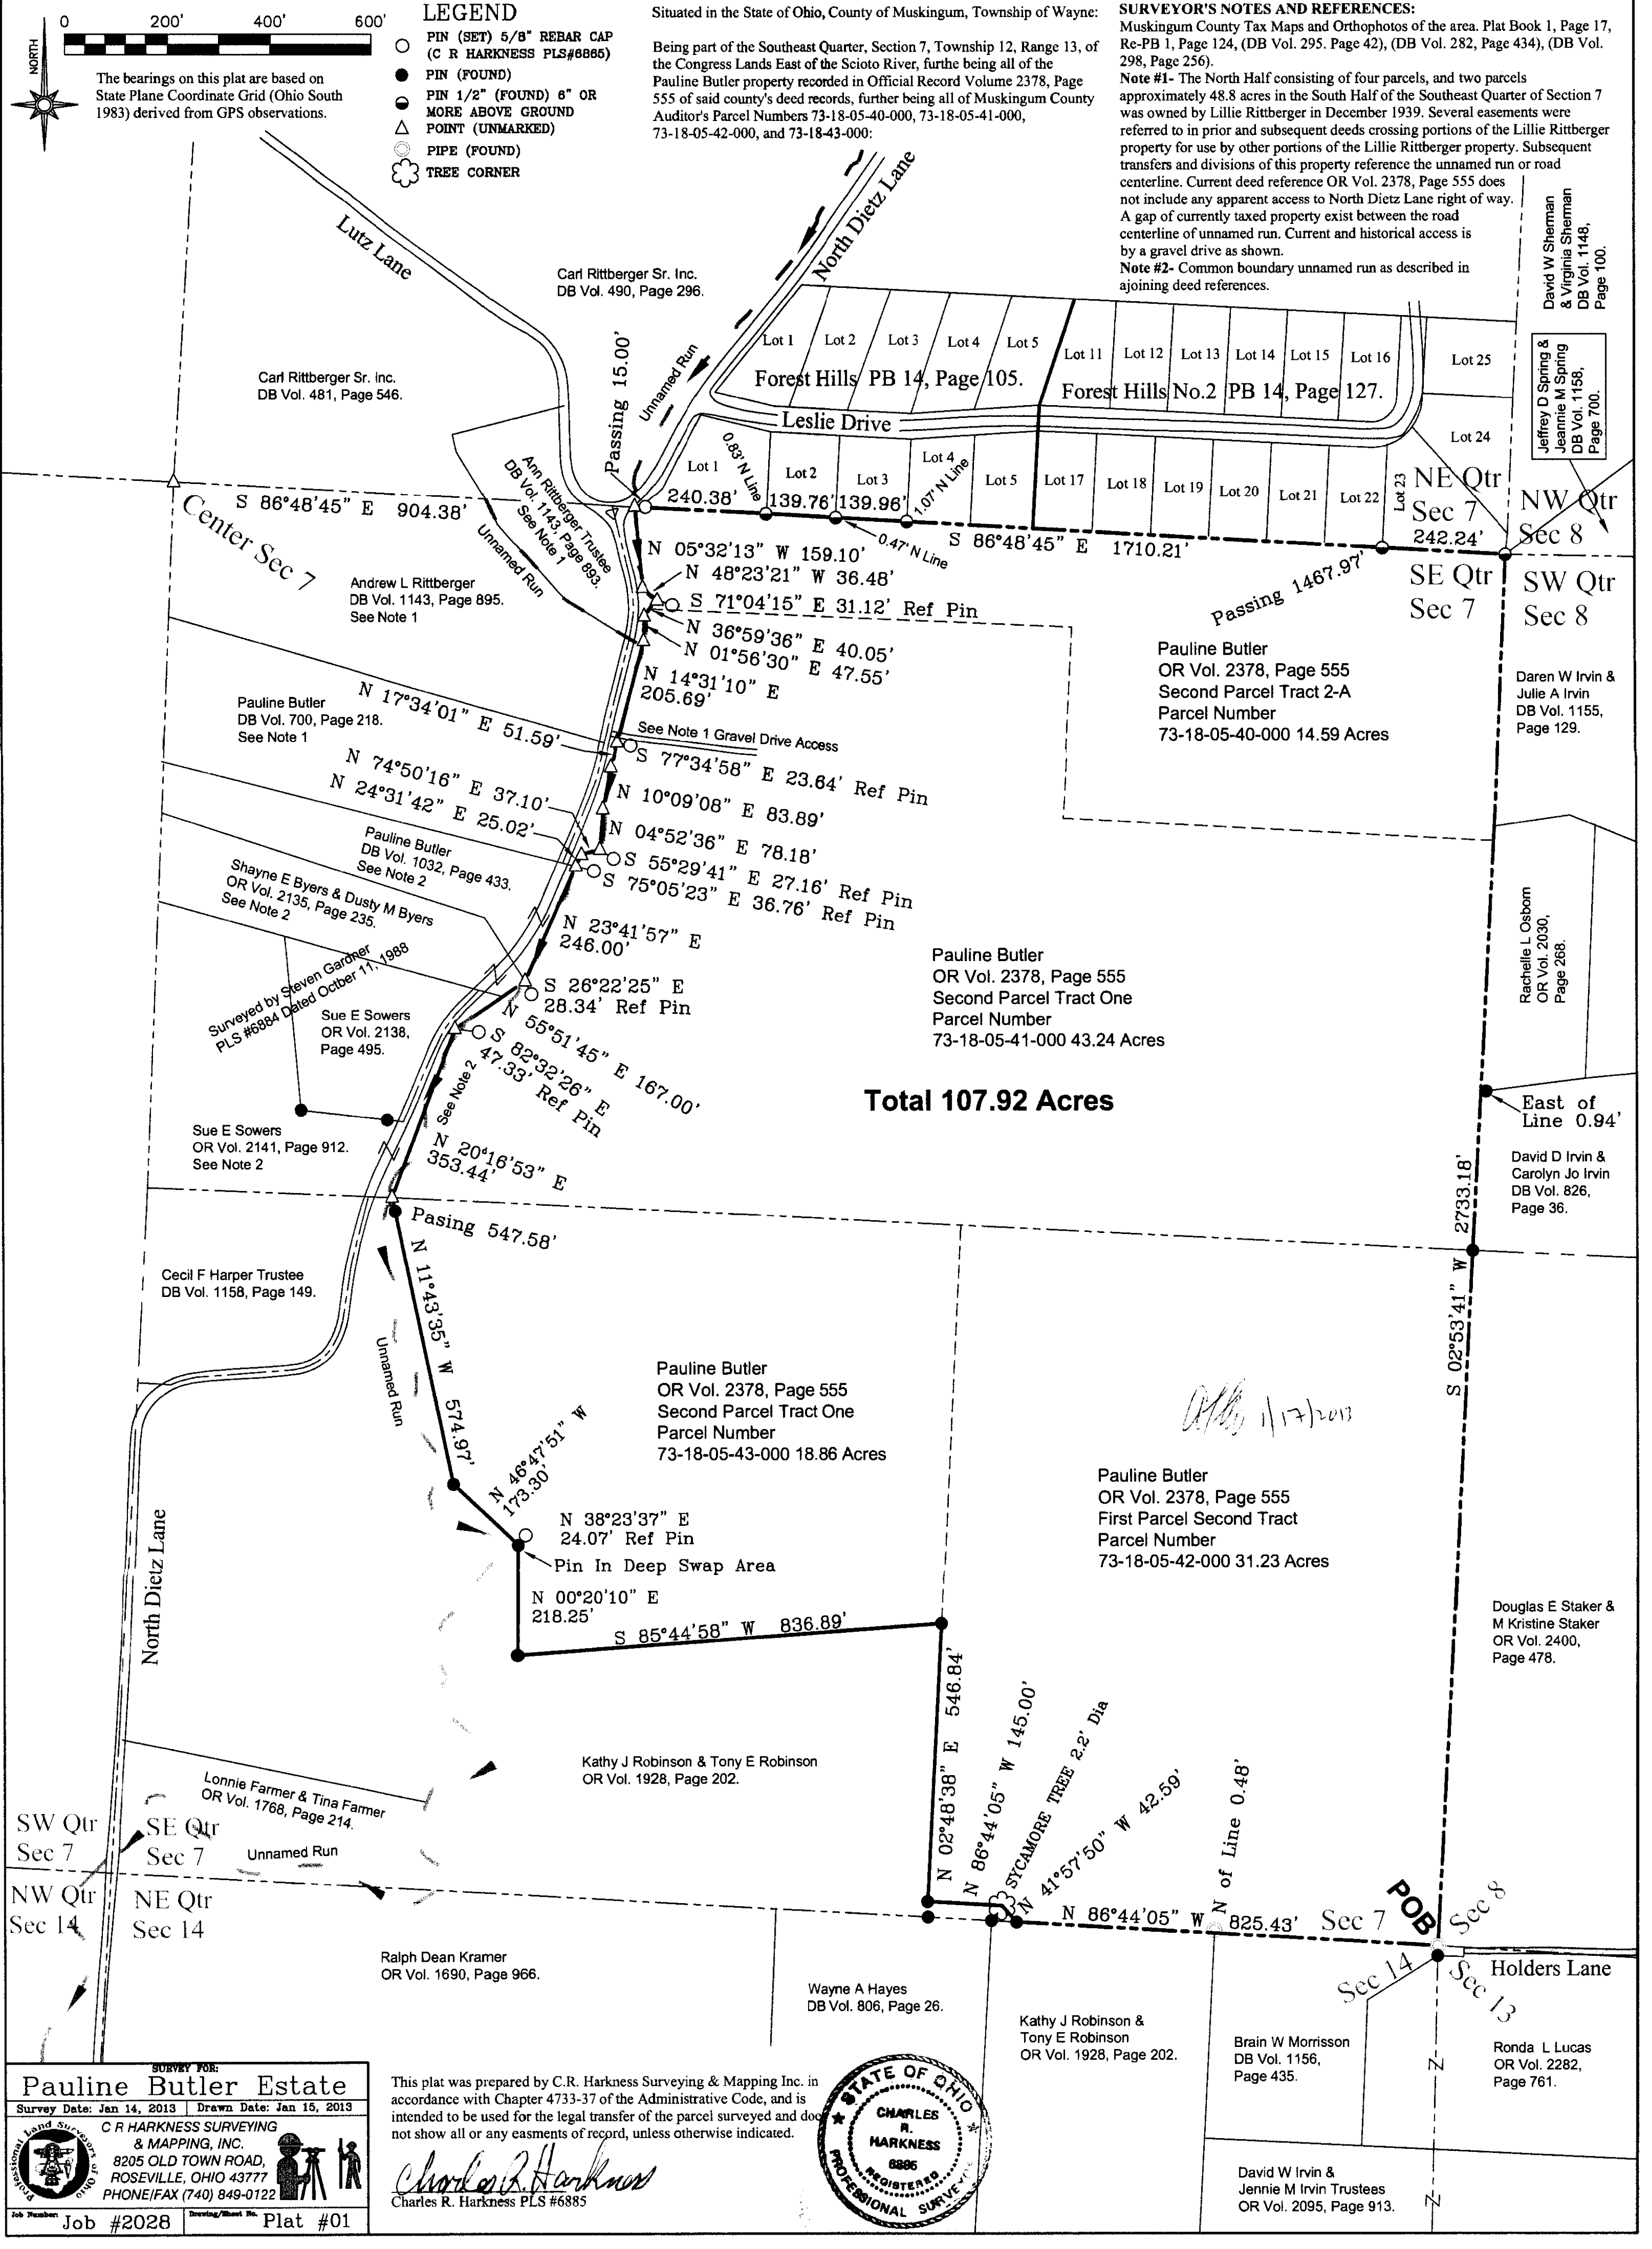 NORTH
0 200' 400' 600'
The bearings on this plat are based on
State Plane Coordinate Grid (Ohio South
1983) derived from GPS observations.
LEGEND
PIN (SET) 5/8" REBAR CAP
(C R HARKNESS PLS#6885)
PIN (FOUND)
PIN 1/2" (FOUND) 6" OR
MORE ABOVE GROUND
POINT (UNMARKED)
PIPE (FOUND)
TREE CORNER
Situated in the State of Ohio, County of Muskingum, Township of Wayne:
Being part of the Southeast Quarter, Section 7, Township 12, Range 13, of
the Congress Lands East of the Scioto River, furthe being all of the
Pauline Butler property recorded in Official Record Volume 2378, Page
555 of said county's deed records, further being all of Muskingum County
Auditor's Parcel Numbers 73-18-05-40-000, 73-18-05-41-000,
73-18-05-42-000, and 73-18-43-000:
SURVEYOR'S NOTES AND REFERENCES:
Muskingum County Tax Maps and Orthophotos of the area. Plat Book 1, Page 17,
Re-PB 1, Page 124, (DB Vol. 295. Page 42), (DB Vol. 282, Page 434), (DB Vol.
298, Page 256).
Note #1- The North Half consisting of four parcels, and two parcels
approximately 48.8 acres in the South Half of the Southeast Quarter of Section 7
was owned by Lillie Rittberger in December 1939. Several easements were
referred to in prior and subsequent deeds crossing portions of the Lillie Rittberger
property for use by other portions of the Lillie Rittberger property. Subsequent
transfers and divisions of this property reference the unnamed run or road
centerline. Current deed reference OR Vol. 2378, Page 555 does
not include any apparent access to North Dietz Lane right of way.
A gap of currently taxed property exist between the road
centerline of unnamed run. Current and historical access is
by a gravel drive as shown.
Note #2- Common boundary unnamed run as described in
ajoining deed references.
David W Sherman
& Virginia Sherman
DB Vol. 1148,
Page 100.
Jeffrey D Spring &
Jeannie M Spring
DB Vol. 1158,
Page 700.
Lutz Lane
North Dietz Lane
Carl Rittberger Sr. Inc.
DB Vol. 490, Page 296.
Carl Rittberger Sr. Inc.
DB Vol. 481, Page 546.
Passing 15.00'
Unnamed Run
Lot 1 Lot 2 Lot 3 Lot 4 Lot 5 Lot 11 Lot 12 Lot 13 Lot 14 Lot 15 Lot 16 Lot 25
Forest Hills PB 14, Page 105.
Forest Hills No.2 PB 14, Page 127.
Leslie Drive
Lot 24
Lot 1 Lot 2 Lot 3 Lot 4 Lot 5 Lot 17 Lot 18 Lot 19 Lot 20 Lot 21 Lot 22 Lot 23
0.83' N Line
1.07' N Line
0.47' N Line
240.38' 139.76' 139.96'
S 86°48'45" E 1710.21'
242.24'
Passing 1467.97'
NE Qtr
Sec 7
NW Qtr
Sec 8
SE Qtr
Sec 7
SW Qtr
Sec 8
S 86°48'45" E 904.38'
Center Sec 7
Ann Rittberger Trustee
DB Vol. 1143, Page 893.
See Note 1
Unnamed Run
Andrew L Rittberger
DB Vol. 1143, Page 895.
See Note 1
N 05°32'13" W 159.10'
N 48°23'21" W 36.48'
S 71°04'15" E 31.12' Ref Pin
N 36°59'36" E 40.05'
N 01°56'30" E 47.55'
N 14°31'10" E
205.69'
Pauline Butler
OR Vol. 2378, Page 555
Second Parcel Tract 2-A
Parcel Number
73-18-05-40-000 14.59 Acres
Daren W Irvin &
Julie A Irvin
DB Vol. 1155,
Page 129.
Pauline Butler
DB Vol. 700, Page 218.
See Note 1
N 17°34'01" E 51.59'
See Note 1 Gravel Drive Access
S 77°34'58" E 23.64' Ref Pin
N 74°50'16" E 37.10'
N 24°31'42" E 25.02'
N 10°09'08" E 83.89'
N 04°52'36" E 78.18'
S 55°29'41" E 27.16' Ref Pin
S 75°05'23" E 36.76' Ref Pin
Pauline Butler
DB Vol. 1032, Page 433.
See Note 2
Shayne E Byers & Dusty M Byers
OR Vol. 2135, Page 235.
See Note 2
N 23°41'57" E
246.00'
Surveyed by Steven Gardner
PLS #6884 Dated Octber 11, 1988
Sue E Sowers
OR Vol. 2138,
Page 495.
S 26°22'25" E
28.34' Ref Pin
N 55°51'45" E 167.00'
S 82°32'26" E
47.33' Ref Pin
See Note 2
Pauline Butler
OR Vol. 2378, Page 555
Second Parcel Tract One
Parcel Number
73-18-05-41-000 43.24 Acres
Total 107.92 Acres
Rachelle L Osborn
OR Vol. 2030,
Page 268.
East of
Line 0.94'
Sue E Sowers
OR Vol. 2141, Page 912.
See Note 2
N 20°16'53" E
353.44'
Pasing 547.58'
David D Irvin &
Carolyn Jo Irvin
DB Vol. 826,
Page 36.
S 02°53'41" W 2733.18'
Cecil F Harper Trustee
DB Vol. 1158, Page 149.
Unnamed Run
N 11°43'35" W 574.97'
N 46°47'51" W
173.30'
Pauline Butler
OR Vol. 2378, Page 555
Second Parcel Tract One
Parcel Number
73-18-05-43-000 18.86 Acres
1/17/2013
Pauline Butler
OR Vol. 2378, Page 555
First Parcel Second Tract
Parcel Number
73-18-05-42-000 31.23 Acres
N 38°23'37" E
24.07' Ref Pin
Pin In Deep Swap Area
N 00°20'10" E
218.25'
S 85°44'58" W 836.89'
North Dietz Lane
Douglas E Staker &
M Kristine Staker
OR Vol. 2400,
Page 478.
N 02°48'38" E 546.84'
N 86°44'05" W 145.00'
SYCAMORE TREE 2.2' Dia
N 41°57'50" W 42.59'
N of Line 0.48'
Kathy J Robinson & Tony E Robinson
OR Vol. 1928, Page 202.
Lonnie Farmer & Tina Farmer
OR Vol. 1768, Page 214.
SW Qtr
Sec 7
SE Qtr
Sec 7
Unnamed Run
NW Qtr
Sec 14
NE Qtr
Sec 14
N 86°44'05" W 825.43' Sec 7
POB
Sec 8
Sec 14
Sec 13
Holders Lane
Ralph Dean Kramer
OR Vol. 1690, Page 966.
Wayne A Hayes
DB Vol. 806, Page 26.
Kathy J Robinson &
Tony E Robinson
OR Vol. 1928, Page 202.
Brain W Morrisson
DB Vol. 1156,
Page 435.
Ronda L Lucas
OR Vol. 2282,
Page 761.
David W Irvin &
Jennie M Irvin Trustees
OR Vol. 2095, Page 913.
SURVEY FOR:
Pauline Butler Estate
Survey Date: Jan 14, 2013 Drawn Date: Jan 15, 2013
Professional Land Surveyors of Ohio
C R HARKNESS SURVEYING
& MAPPING, INC.
8205 OLD TOWN ROAD,
ROSEVILLE, OHIO 43777
PHONE/FAX (740) 849-0122
Job Number: Job #2028 Drawing/Sheet No. Plat #01
This plat was prepared by C.R. Harkness Surveying & Mapping Inc. in
accordance with Chapter 4733-37 of the Administrative Code, and is
intended to be used for the legal transfer of the parcel surveyed and doe
not show all or any easments of record, unless otherwise indicated.
Charles R. Harkness
Charles R. Harkness PLS #6885
STATE OF OHIO
CHARLES
R.
HARKNESS
6885
REGISTERED
PROFESSIONAL SURVEYOR